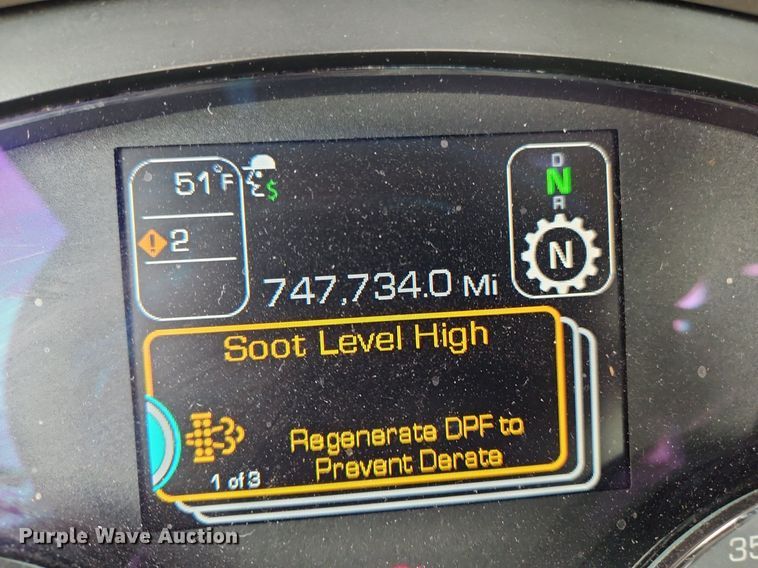 51°F
$
D
N
R
2
N
747,734.0 Mi
Soot Level High
Regenerate DPF to
Prevent Derate
1 of 3
Purple Wave Auction
35